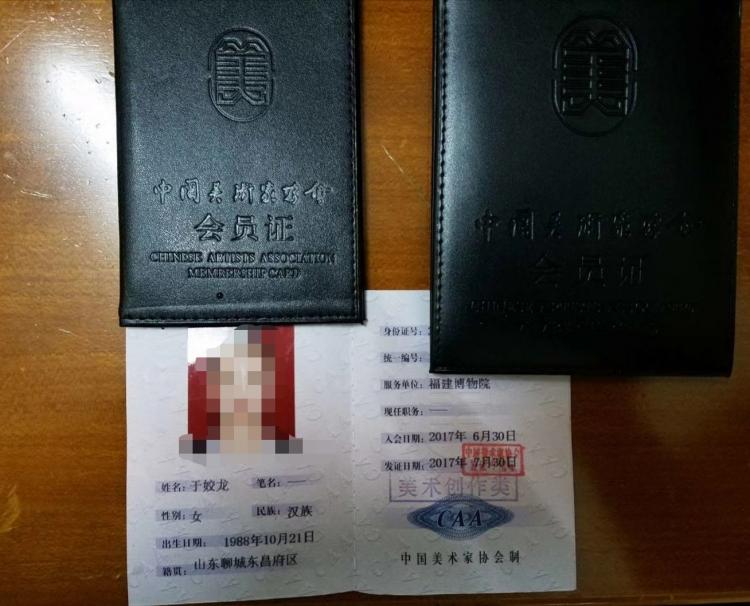 中国美术家协会
会员证
CHINESE ARTISTS ASSOCIATION
MEMBERSHIP CARD
中国美术家协会
会员证
姓名：于姣龙 笔名：——
性别：女 民族：汉族
出生日期：1988年10月21日
籍贯：山东聊城东昌府区
身份证号：
统一编号：
服务单位：福建博物院
现任职务：——
入会日期：2017年 6月30日
发证日期：2017年 7月30日
美术创作类
CAA
中国美术家协会制